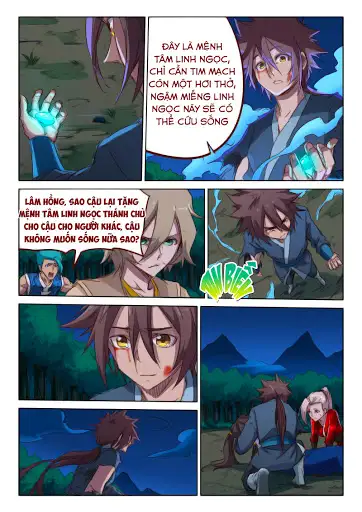 ĐÂY LÀ MỆNH
TÂM LINH NGỌC,
CHỈ CẦN TIM MẠCH
CÒN MỘT HƠI THỞ,
NGẬM MIẾNG LINH
NGỌC NÀY SẼ CÓ
THỂ CỨU SỐNG
LÂM HỒNG, SAO CẬU LẠI TẶNG
MỆNH TÂM LINH NGỌC THÁNH CHỦ
CHO CẬU CHO NGƯỜI KHÁC, CẬU
KHÔNG MUỐN SỐNG NỮA SAO?